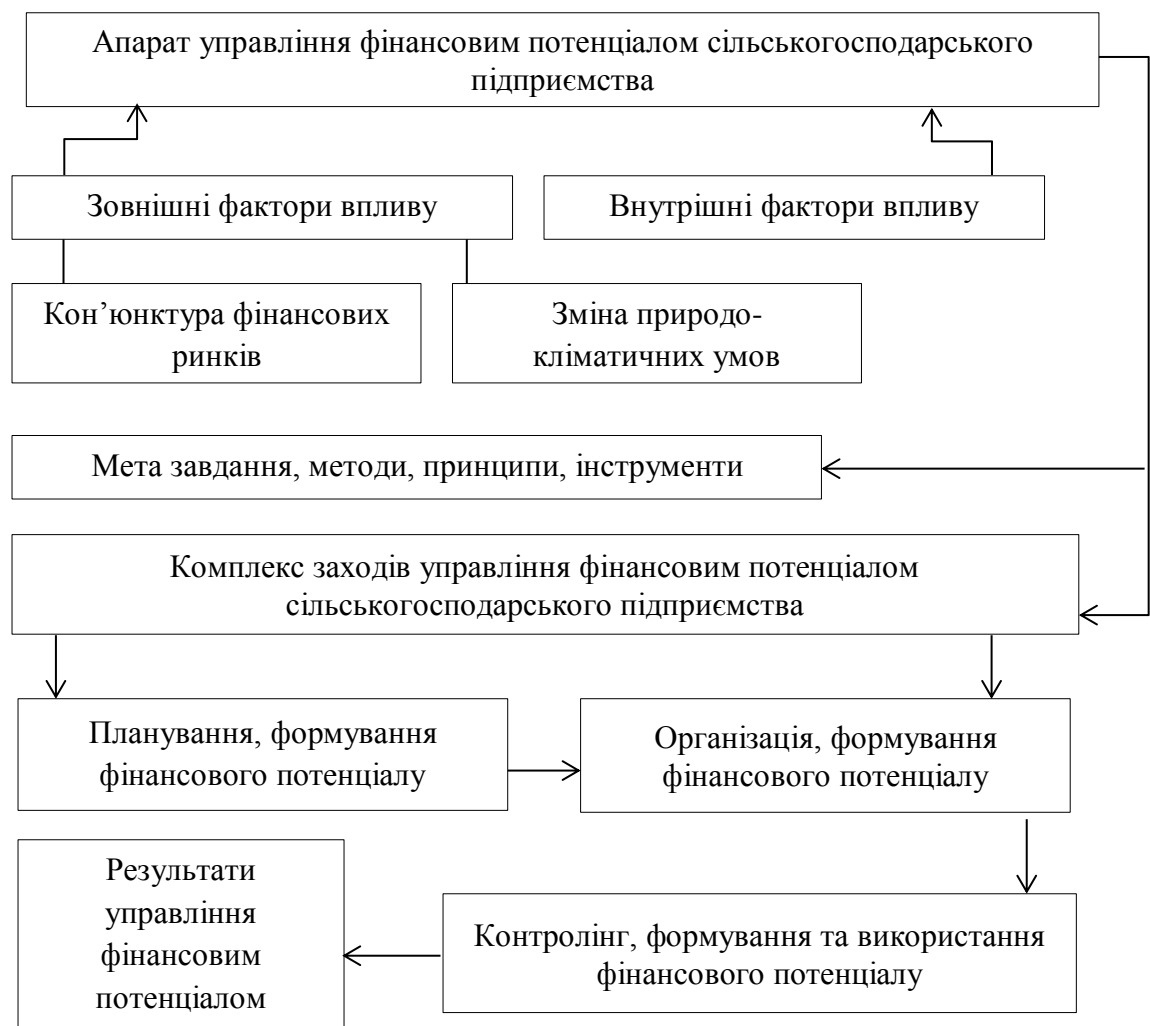 Апарат управління фінансовим потенціалом сільськогосподарського
підприємства
Зовнішні фактори впливу
Внутрішні фактори впливу
Кон’юнктура фінансових
ринків
Зміна природо-
кліматичних умов
Мета завдання, методи, принципи, інструменти
Комплекс заходів управління фінансовим потенціалом
сільськогосподарського підприємства
Планування, формування
фінансового потенціалу
Організація, формування
фінансового потенціалу
Результати
управління
фінансовим
потенціалом
Контролінг, формування та використання
фінансового потенціалу